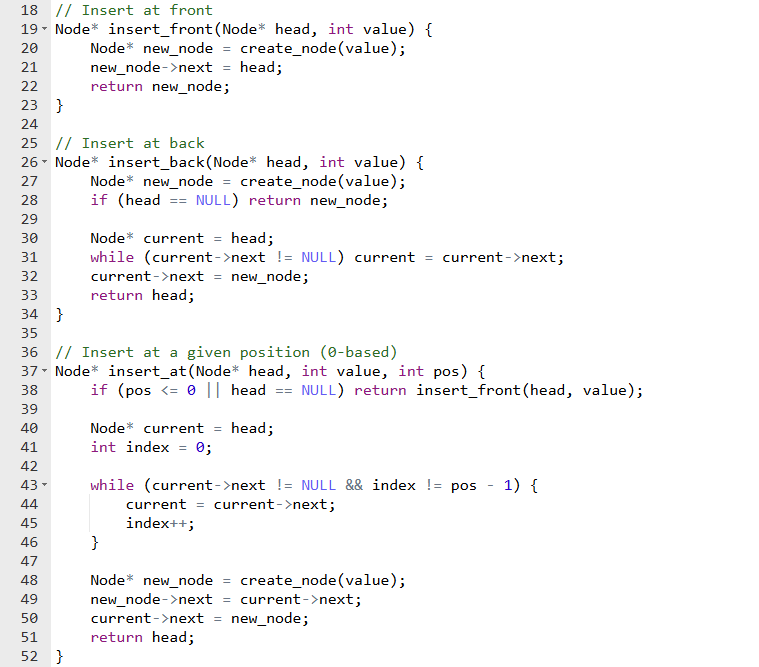 18 // Insert at front
19 Node* insert_front(Node* head, int value) {
20     Node* new_node = create_node(value);
21     new_node->next = head;
22     return new_node;
23 }
24
25 // Insert at back
26 Node* insert_back(Node* head, int value) {
27     Node* new_node = create_node(value);
28     if (head == NULL) return new_node;
29
30     Node* current = head;
31     while (current->next != NULL) current = current->next;
32     current->next = new_node;
33     return head;
34 }
35
36 // Insert at a given position (0-based)
37 Node* insert_at(Node* head, int value, int pos) {
38     if (pos <= 0 || head == NULL) return insert_front(head, value);
39
40     Node* current = head;
41     int index = 0;
42
43     while (current->next != NULL && index != pos - 1) {
44         current = current->next;
45         index++;
46     }
47
48     Node* new_node = create_node(value);
49     new_node->next = current->next;
50     current->next = new_node;
51     return head;
52 }